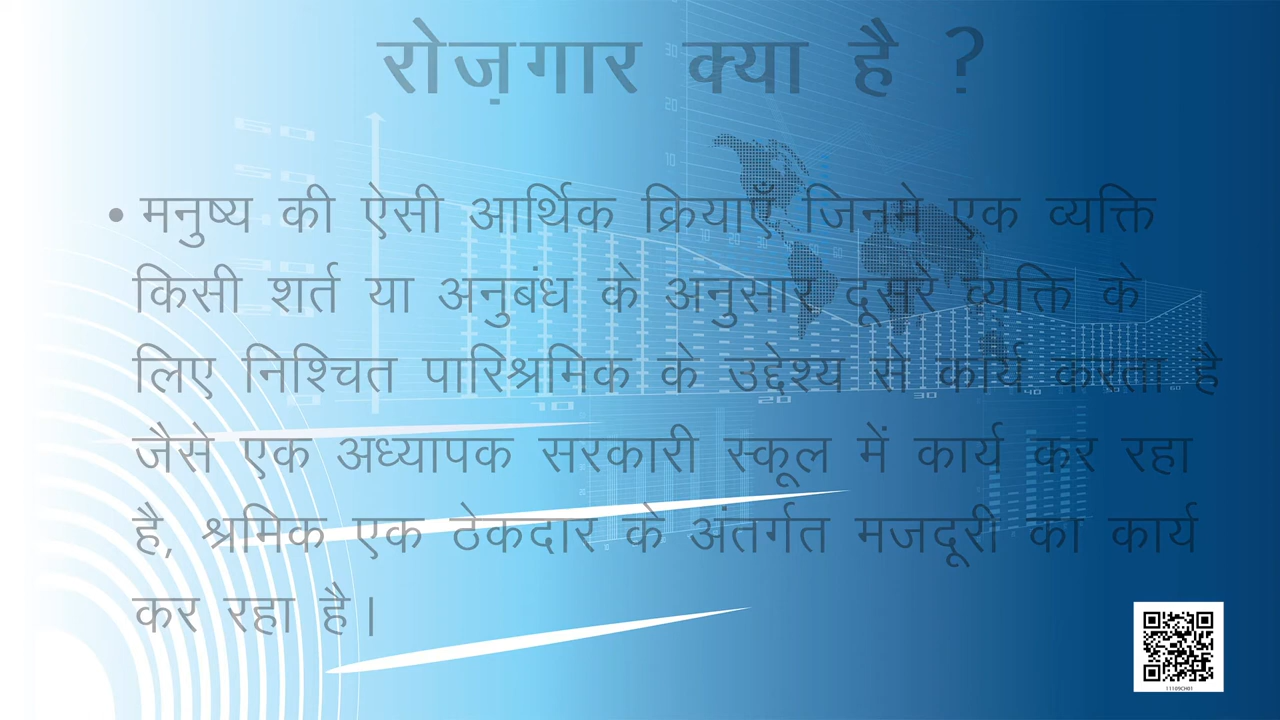 रोज़गार क्या है ?
• मनुष्य की ऐसी आर्थिक क्रियाएँ जिनमे एक व्यक्ति
किसी शर्त या अनुबंध के अनुसार दूसरे व्यक्ति के
लिए निश्चित पारिश्रमिक के उद्देश्य से कार्य करता है
जैसे एक अध्यापक सरकारी स्कूल में कार्य कर रहा
है, श्रमिक एक ठेकदार के अंतर्गत मजदूरी का कार्य
कर रहा है।
11109CH01